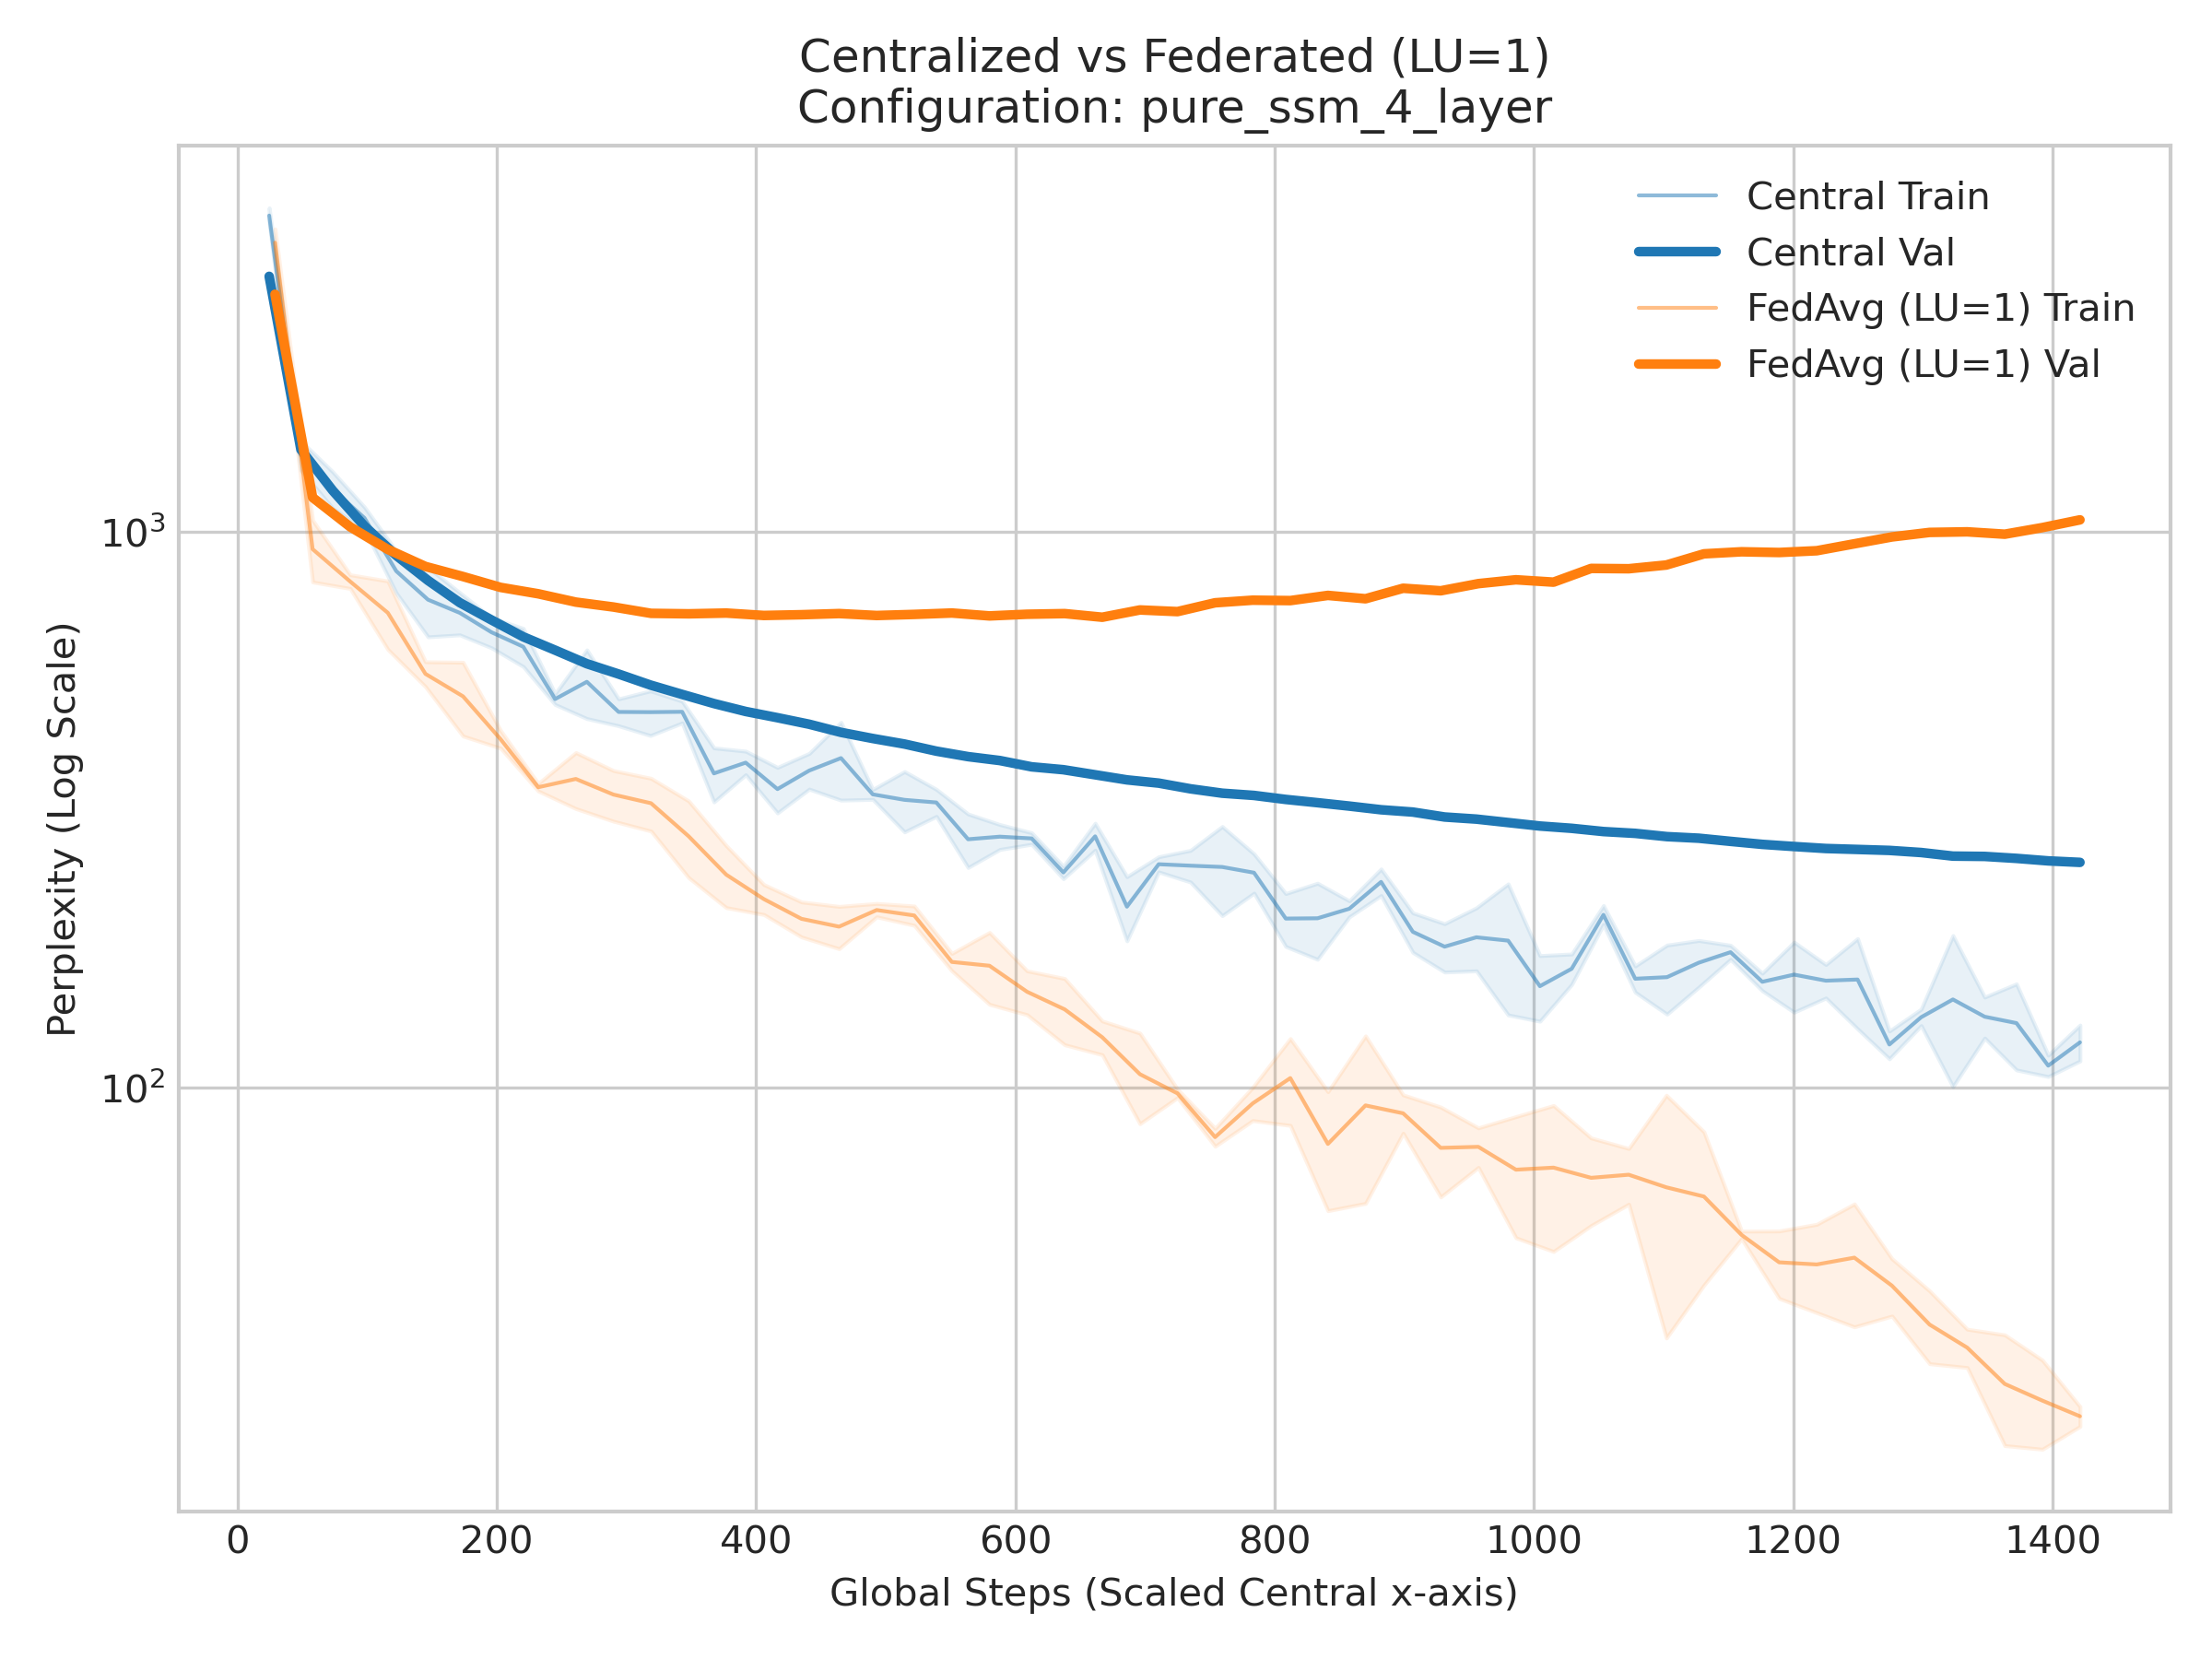 Centralized vs Federated (LU=1)
Configuration: pure_ssm_4_layer
Central Train
Central Val
FedAvg (LU=1) Train
FedAvg (LU=1) Val
Perplexity (Log Scale)
10³
10²
0 200 400 600 800 1000 1200 1400
Global Steps (Scaled Central x-axis)